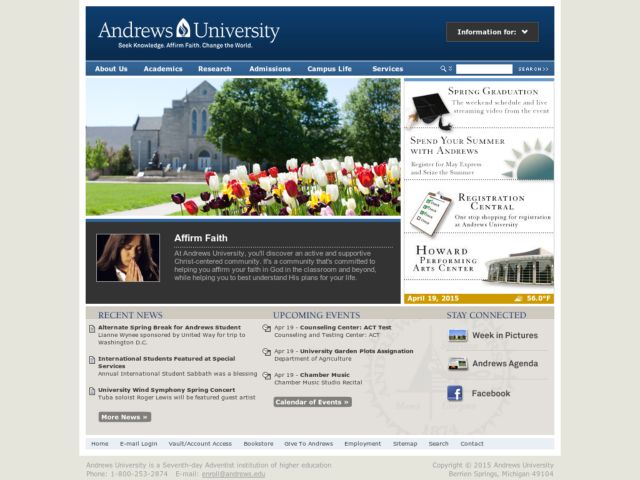 Andrews University
Seek Knowledge. Affirm Faith. Change the World.
Information for:
About Us
Academics
Research
Admissions
Campus Life
Services
SEARCH >>
Spring Graduation
The weekend schedule and live
streaming video from the event
Spend Your Summer
with Andrews
Register for May Express
and Seize the Summer
Registration
Central
One stop shopping for registration
at Andrews University
Howard
Performing
Arts Center
April 19, 2015
56.0°F
Affirm Faith
At Andrews University, you'll discover an active and supportive
Christ-centered community. It's a community that's committed to
helping you affirm your faith in God in the classroom and beyond,
while helping you to best understand His plans for your life.
RECENT NEWS
Alternate Spring Break for Andrews Student
Lianne Wynee sponsored by United Way for trip to
Washington D.C.
International Students Featured at Special
Services
Annual International Student Sabbath was a blessing
University Wind Symphony Spring Concert
Tuba soloist Roger Lewis will be featured guest artist
More News »
UPCOMING EVENTS
Apr 19 - Counseling Center: ACT Test
Counseling and Testing Center: ACT
Apr 19 - University Garden Plots Assignation
Department of Agriculture
Apr 19 - Chamber Music
Chamber Music Studio Recital
Calendar of Events »
STAY CONNECTED
Week in Pictures
Andrews Agenda
Facebook
Home
E-mail Login
Vault/Account Access
Bookstore
Give To Andrews
Employment
Sitemap
Search
Contact
Andrews University is a Seventh-day Adventist institution of higher education
Phone: 1-800-253-2874 E-mail: enroll@andrews.edu
Copyright © 2015 Andrews University
Berrien Springs, Michigan 49104